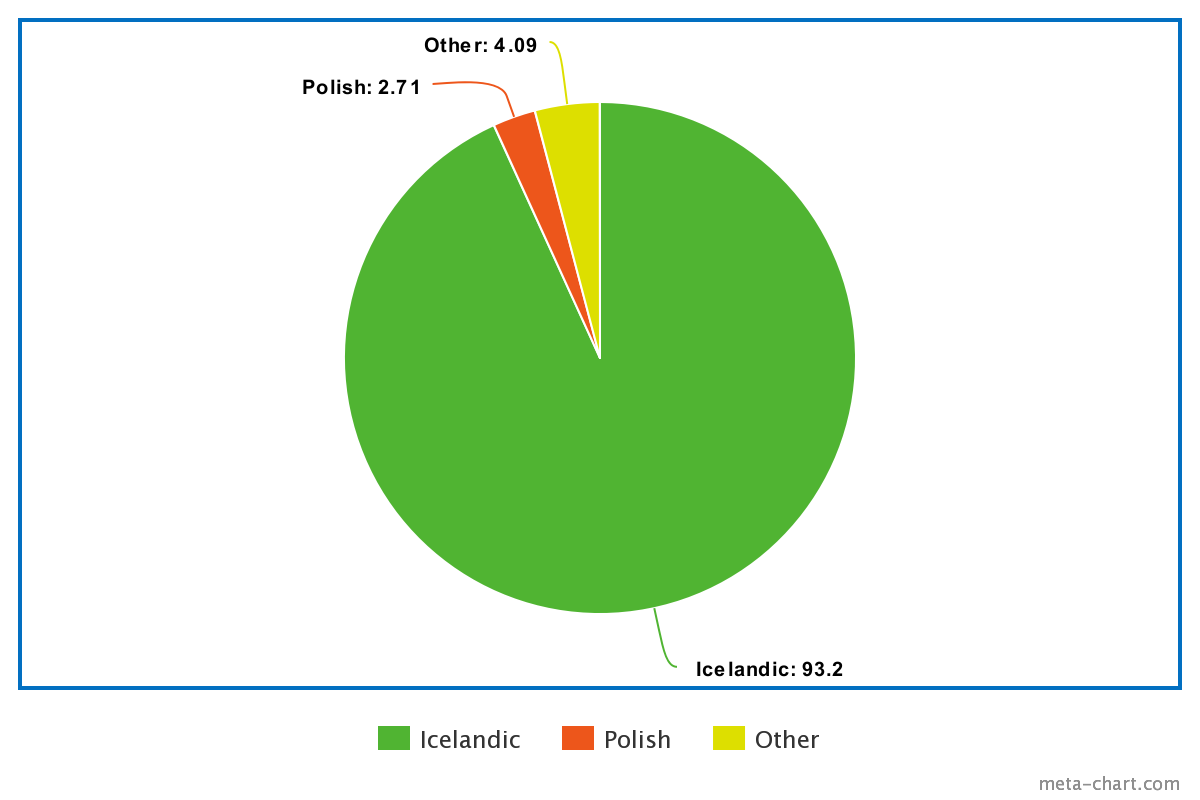 Other: 4.09
Polish: 2.71
Icelandic: 93.2
Icelandic Polish Other
meta-chart.com